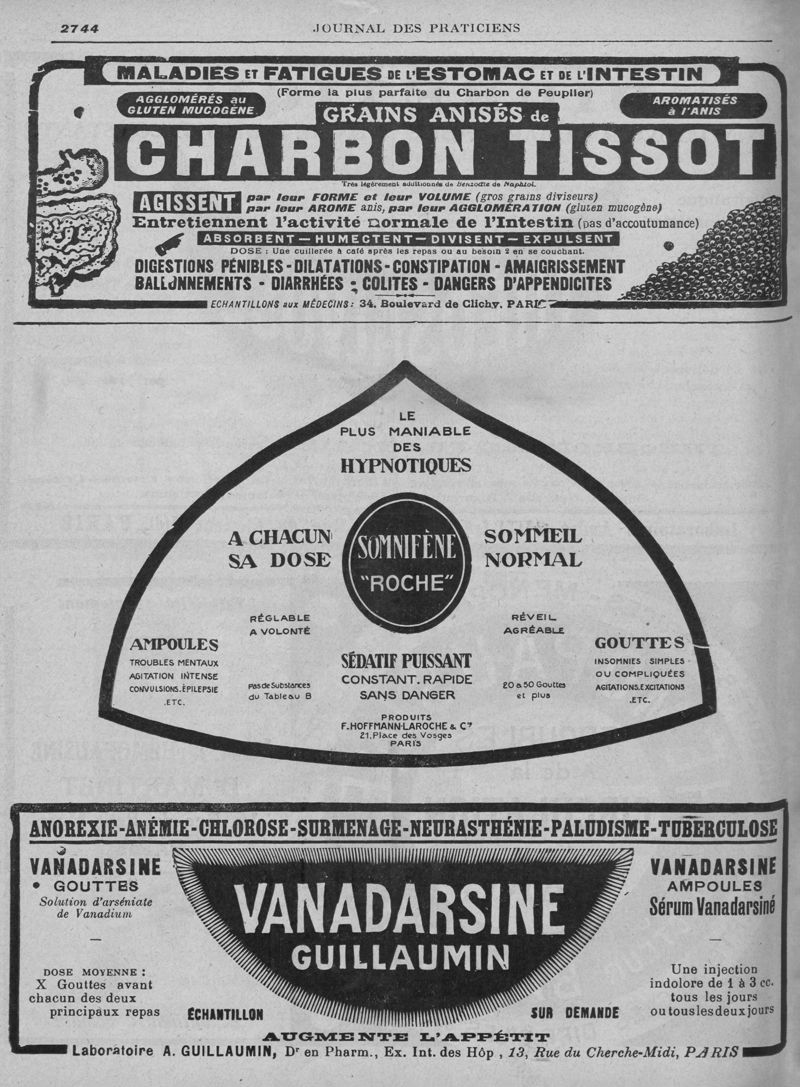 2744
JOURNAL DES PRATICIENS
MALADIES ET FATIGUES DE L'ESTOMAC ET DE L'INTESTIN
(Forme la plus parfaite du Charbon de Peuplier)
AGGLOMÉRÉS au
GLUTEN MUCOGÈNE
GRAINS ANISÉS de
AROMATISÉS
à l'ANIS
CHARBON TISSOT
Très légèrement additionnés de Benzoate de Naphtol.
AGISSENT
par leur FORME et leur VOLUME (gros grains diviseurs)
par leur AROME anis, par leur AGGLOMÉRATION (gluten mucogène)
Entretiennent l'activité normale de l'Intestin (pas d'accoutumance)
ABSORBENT — HUMECTENT — DIVISENT — EXPULSENT
DOSE : Une cuillerée à café après les repas ou au besoin 2 en se couchant.
DIGESTIONS PÉNIBLES - DILATATIONS - CONSTIPATION - AMAIGRISSEMENT
BALLONNEMENTS - DIARRHÉES - COLITES - DANGERS D'APPENDICITES
ECHANTILLONS aux MÉDECINS : 34, Boulevard de Clichy, PARIS
LE
PLUS MANIABLE
DES
HYPNOTIQUES
A CHACUN
SA DOSE
SOMNIFÈNE
"ROCHE"
SOMMEIL
NORMAL
RÉGLABLE
A VOLONTÉ
RÉVEIL
AGRÉABLE
AMPOULES
TROUBLES MENTAUX
AGITATION INTENSE
CONVULSIONS.ÉPILEPSIE
.ETC.
pas de Substances
du Tableau B
SÉDATIF PUISSANT
CONSTANT. RAPIDE
SANS DANGER
20 à 50 Gouttes
et plus
GOUTTES
INSOMNIES SIMPLES
OU COMPLIQUÉES
AGITATIONS.EXCITATIONS
.ETC.
PRODUITS
F. HOFFMANN-LAROCHE & Cie
21, Place des Vosges
PARIS
ANOREXIE-ANÉMIE-CHLOROSE-SURMENAGE-NEURASTHÉNIE-PALUDISME-TUBERCULOSE
VANADARSINE
• GOUTTES
Solution d'arséniate
de Vanadium
—
DOSE MOYENNE :
X Gouttes avant
chacun des deux
principaux repas
VANADARSINE
GUILLAUMIN
ÉCHANTILLON
SUR DEMANDE
VANADARSINE
AMPOULES
Sérum Vanadarsiné
—
Une injection
indolore de 1 à 3 cc.
tous les jours
ou tous les deux jours
AUGMENTE L'APPÉTIT
Laboratoire A. GUILLAUMIN, Dr en Pharm., Ex. Int. des Hôp , 13, Rue du Cherche-Midi, PARIS